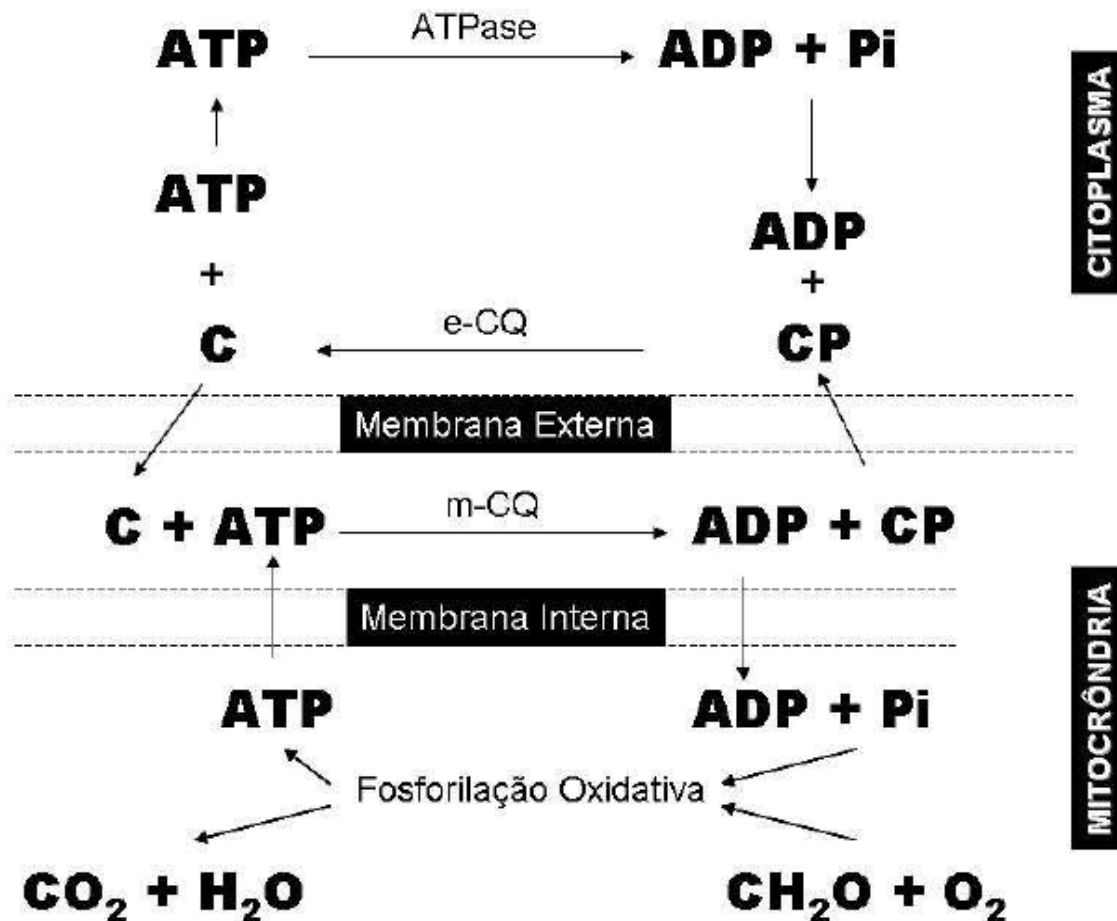 ATPase
ATP ADP + Pi
ATP
ADP
+
+
e-CQ
C CP
Membrana Externa
CITOPLASMA
m-CQ
C + ATP ADP + CP
Membrana Interna
ATP ADP + Pi
Fosforilação Oxidativa
CO₂ + H₂O CH₂O + O₂
MITOCRÔNDRIA